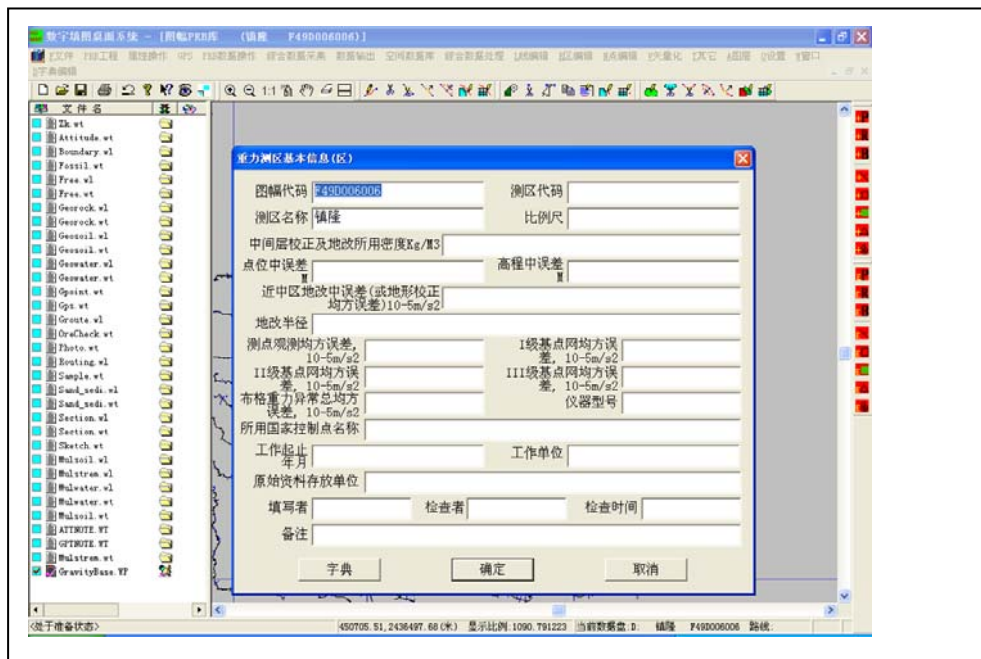 数字填图桌面系统 - [图幅PRB库 (镇隆 F49D006006)]
文件名
Zk.wt
Attitude.wt
Boundary.wl
Fossil.wt
Free.wl
Free.wt
Georock.wl
Georock.wt
Geosoil.wl
Geosoil.wt
Geowater.wl
Geowater.wt
Gpoint.wt
Gps.wt
Groute.wl
OreCheck.wt
Photo.wt
Routing.wl
Sample.wt
Sand_sedi.wl
Sand_sedi.wt
Section.wl
Section.wt
Sketch.wt
Mulsoil.wl
Mulstrem.wl
Mulwater.wl
Mulwater.wt
Mulsoil.wt
ATTNOTE.WT
GPTNOTE.WT
Mulstrem.wt
GravityBase.WP
1:1
重力测区基本信息(区)
图幅代码 F49D006006 测区代码
测区名称 镇隆 比例尺
中间层校正及地改所用密度Kg/M3
点位中误差 M 高程中误差 M
近中区地改中误差(或地形校正
均方误差)10-5m/s2
地改半径
测点观测均方误差, 10-5m/s2 I级基点网均方误差, 10-5m/s2
II级基点网均方误差, 10-5m/s2 III级基点网均方误差, 10-5m/s2
布格重力异常总均方误差, 10-5m/s2 仪器型号
所用国家控制点名称
工作起止年月 工作单位
原始资料存放单位
填写者 检查者 检查时间
备注
字典 确定 取消
<处于准备状态> 450705.51,2436497.68(米) 显示比例:1090.791223 当前数据盘:D: 镇隆 F49D006006 路线: